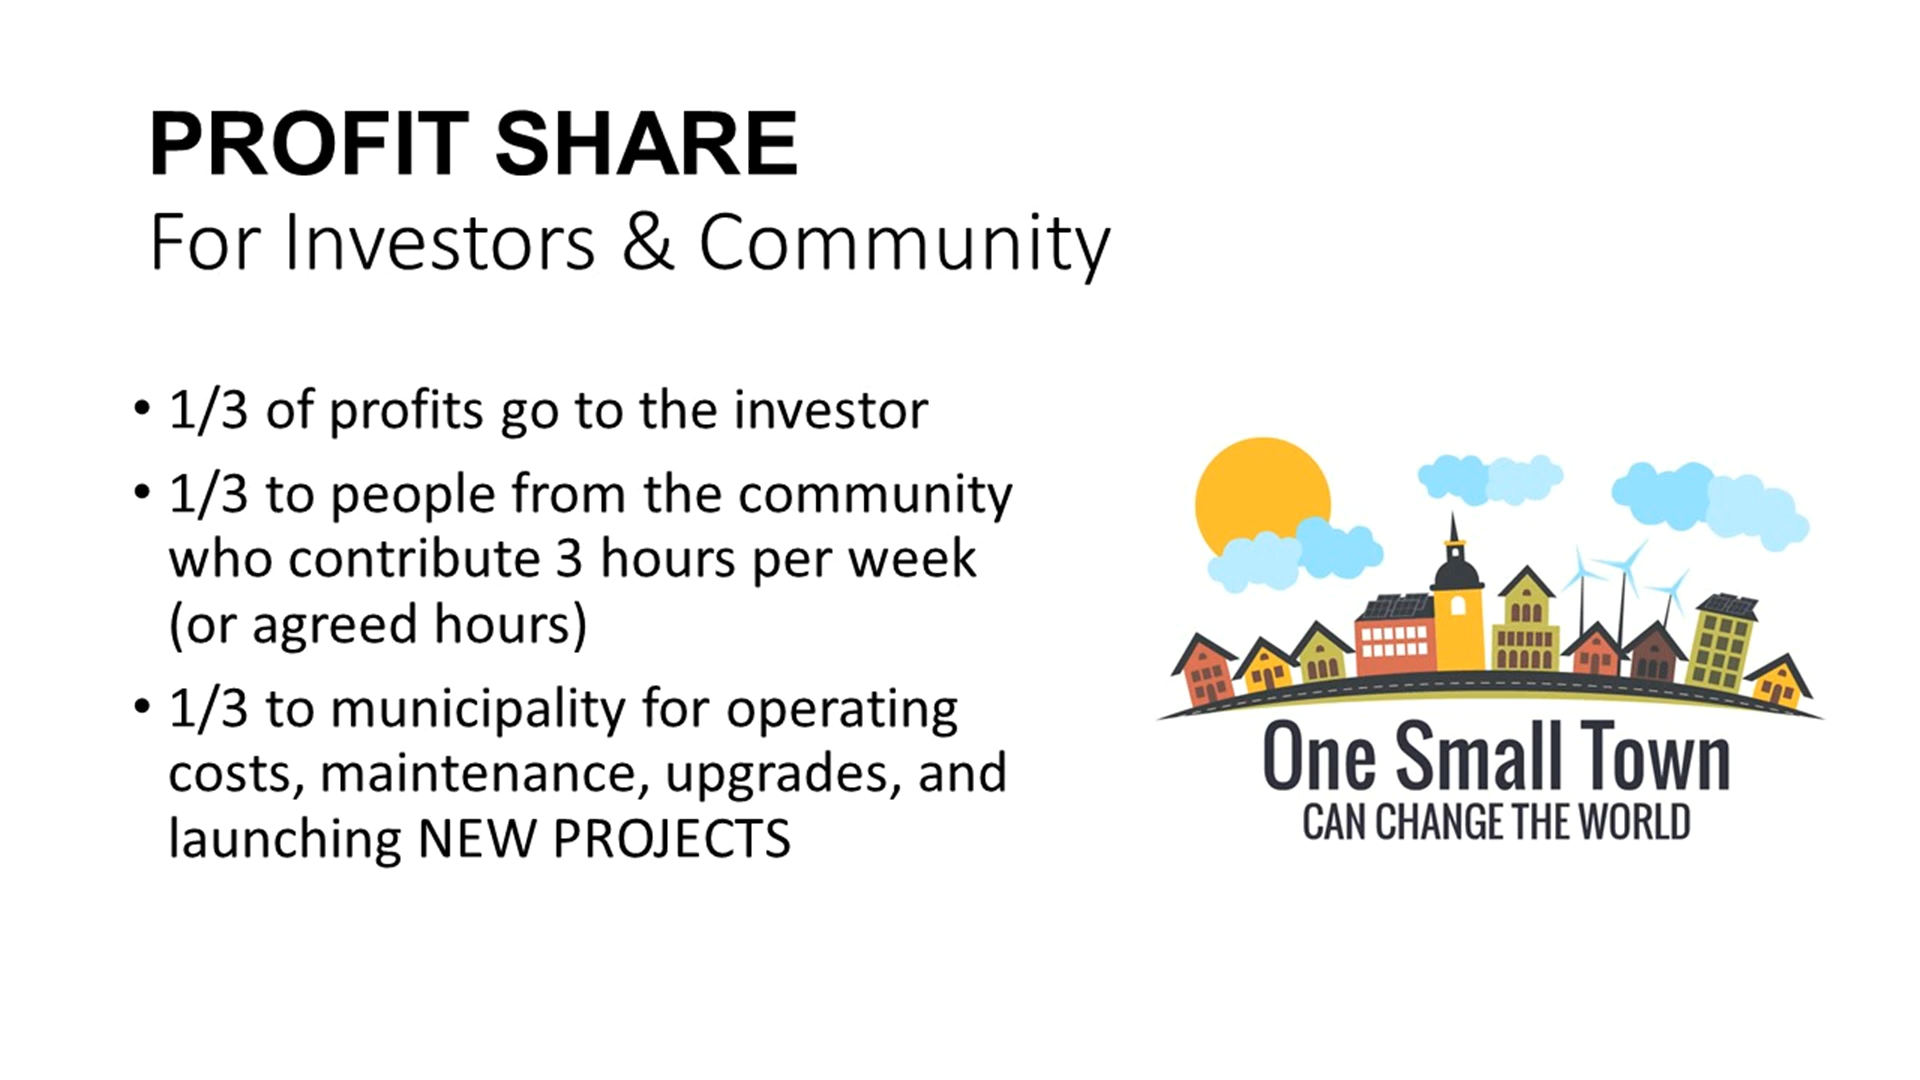 PROFIT SHARE
For Investors & Community
• 1/3 of profits go to the investor
• 1/3 to people from the community
who contribute 3 hours per week
(or agreed hours)
• 1/3 to municipality for operating
costs, maintenance, upgrades, and
launching NEW PROJECTS
One Small Town
CAN CHANGE THE WORLD